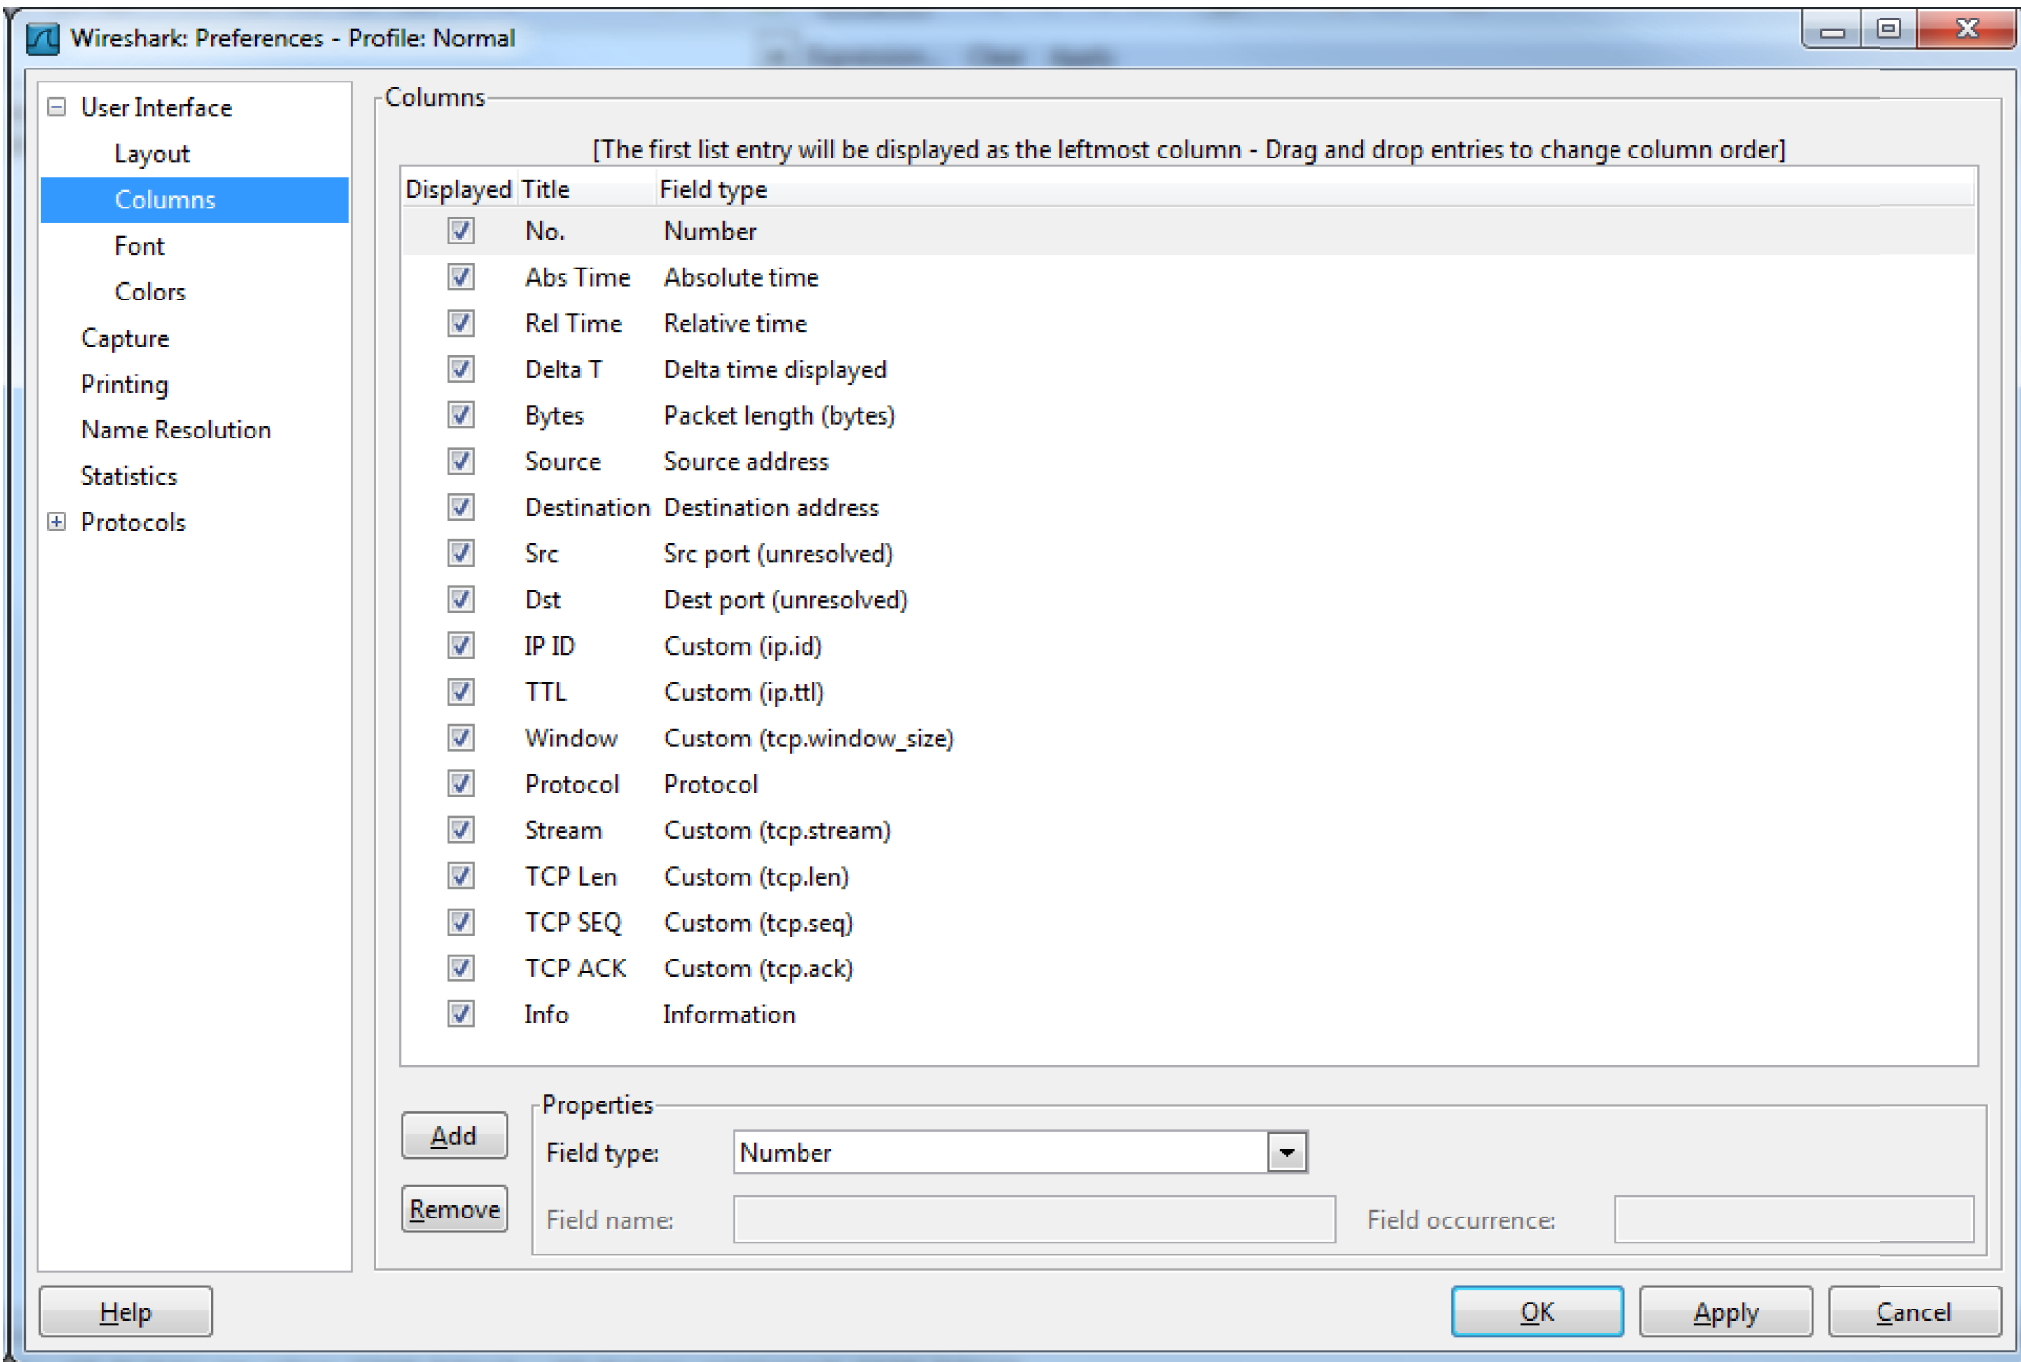 Wireshark: Preferences - Profile: Normal
Expression... Clear Apply
User Interface
Layout
Columns
Font
Colors
Capture
Printing
Name Resolution
Statistics
Protocols
Columns
[The first list entry will be displayed as the leftmost column - Drag and drop entries to change column order]
Displayed Title Field type
No. Number
Abs Time Absolute time
Rel Time Relative time
Delta T Delta time displayed
Bytes Packet length (bytes)
Source Source address
Destination Destination address
Src Src port (unresolved)
Dst Dest port (unresolved)
IP ID Custom (ip.id)
TTL Custom (ip.ttl)
Window Custom (tcp.window_size)
Protocol Protocol
Stream Custom (tcp.stream)
TCP Len Custom (tcp.len)
TCP SEQ Custom (tcp.seq)
TCP ACK Custom (tcp.ack)
Info Information
Add
Remove
Properties
Field type: Number
Field name: Field occurrence:
Help OK Apply Cancel